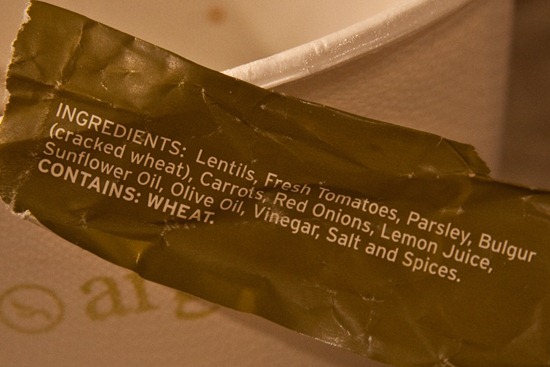 INGREDIENTS: Lentils, Fresh Tomatoes, Parsley, Bulgur
(cracked wheat), Carrots, Red Onions, Lemon Juice,
Sunflower Oil, Olive Oil, Vinegar, Salt and Spices.
CONTAINS: WHEAT.